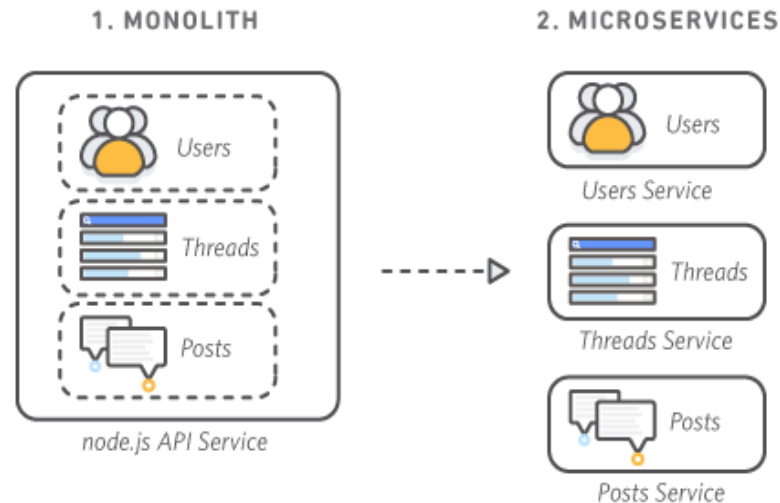 1. MONOLITH
2. MICROSERVICES
Users
Threads
Posts
node.js API Service
Users
Users Service
Threads
Threads Service
Posts
Posts Service